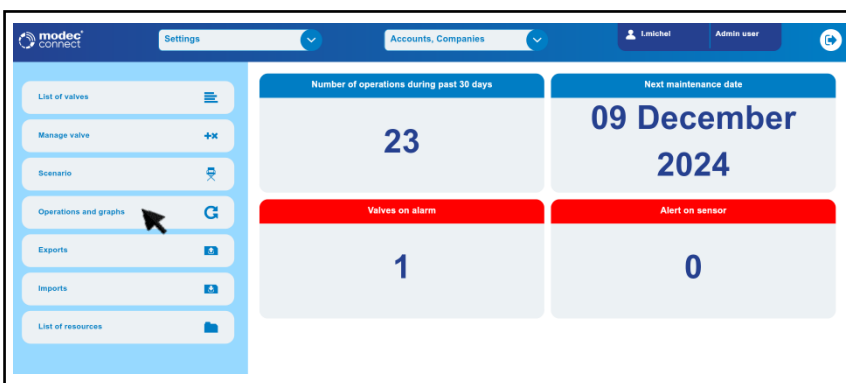 modec
connect
Settings
Accounts, Companies
l.michel
Admin user
List of valves
Manage valve
Scenario
Operations and graphs
Exports
Imports
List of resources
Number of operations during past 30 days
23
Next maintenance date
09 December
2024
Valves on alarm
1
Alert on sensor
0